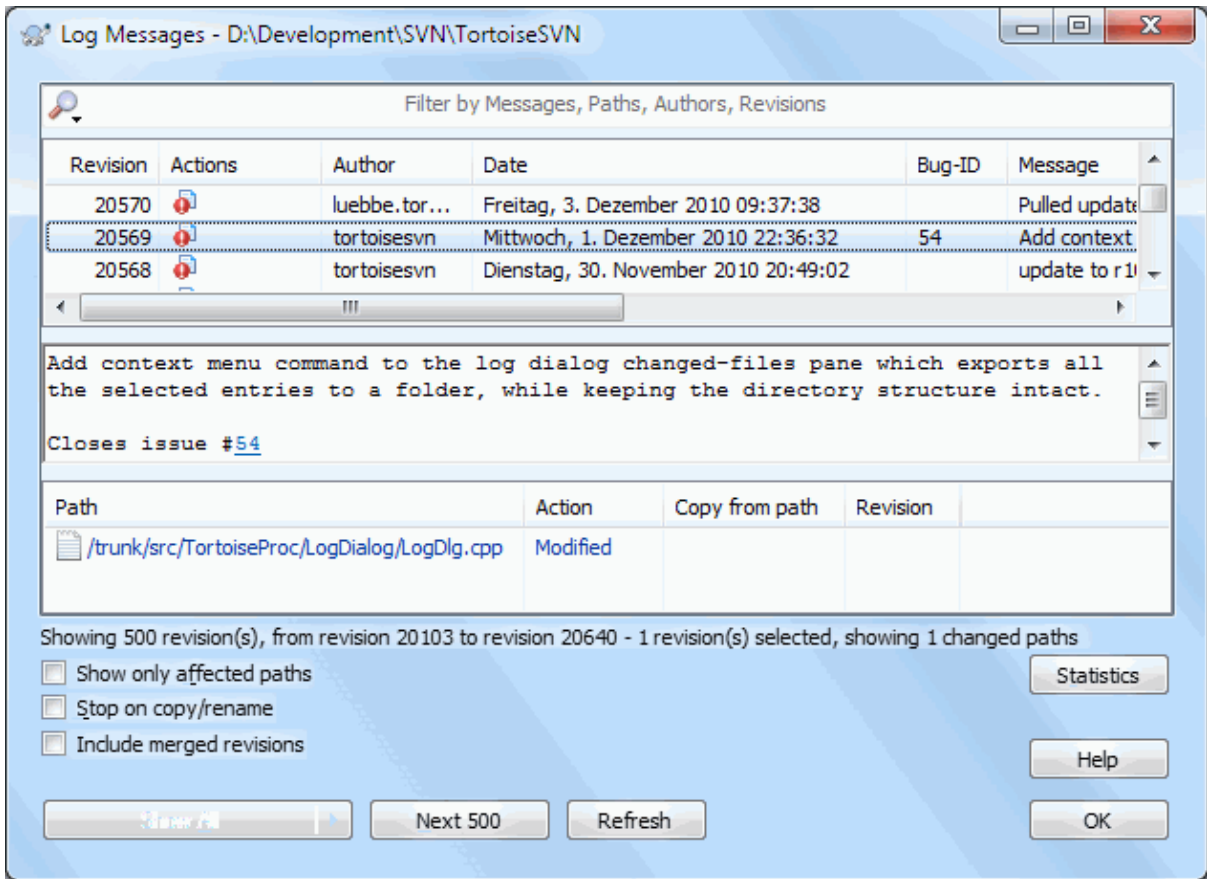 Log Messages - D:\Development\SVN\TortoiseSVN
Filter by Messages, Paths, Authors, Revisions
Revision Actions Author Date Bug-ID Message
20570 luebbe.tor... Freitag, 3. Dezember 2010 09:37:38 Pulled update
20569 tortoisesvn Mittwoch, 1. Dezember 2010 22:36:32 54 Add context
20568 tortoisesvn Dienstag, 30. November 2010 20:49:02 update to
Add context menu command to the log dialog changed-files pane which exports all
the selected entries to a folder, while keeping the directory structure intact.
Closes issue #54
Path Action Copy from path Revision
/trunk/src/TortoiseProc/LogDialog/LogDlg.cpp Modified
Showing 500 revision(s), from revision 20103 to revision 20640 - 1 revision(s) selected, showing 1 changed paths
Show only affected paths
Statistics
Stop on copy/rename
Include merged revisions
Help
Next 500 Refresh OK